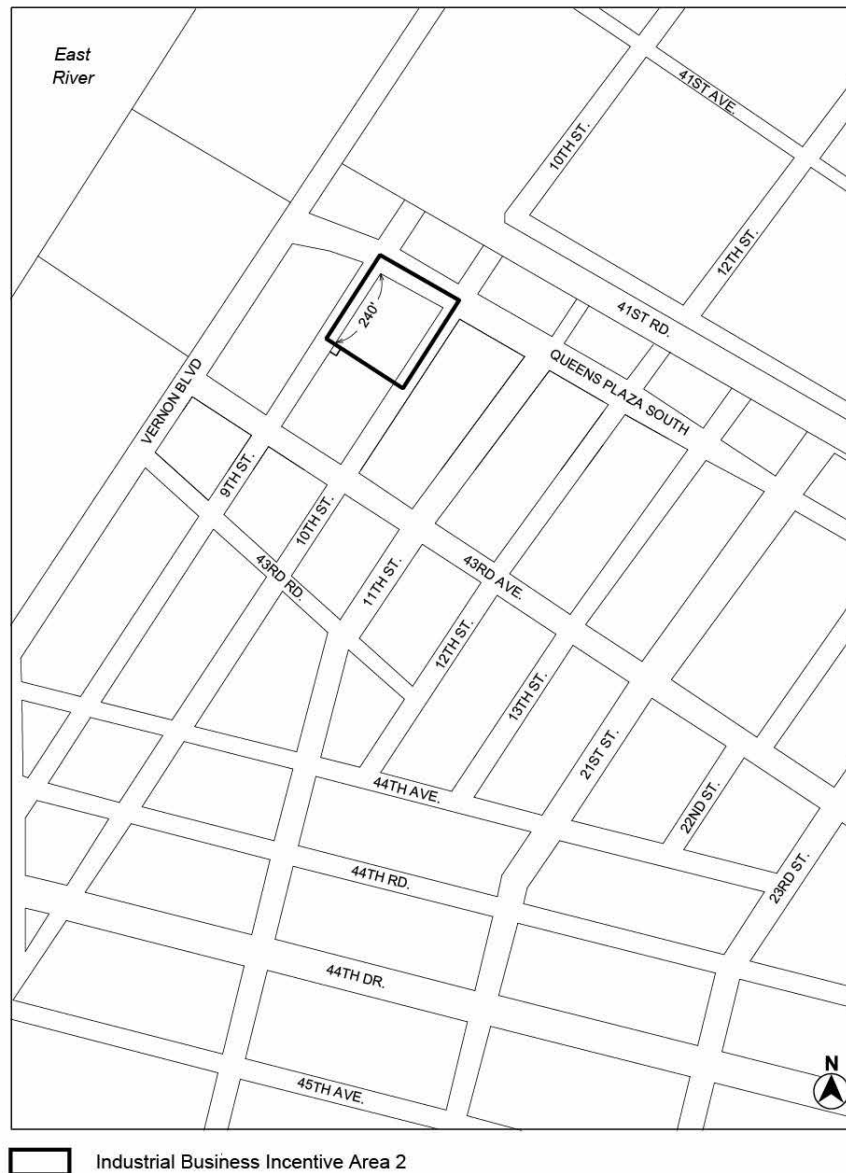 East
River
41ST AVE.
10TH ST.
12TH ST.
240'
41ST RD.
QUEENS PLAZA SOUTH
VERNON BLVD
9TH ST.
10TH ST.
43RD RD.
11TH ST.
43RD AVE.
12TH ST.
13TH ST.
21ST ST.
22ND ST.
44TH AVE.
23RD ST.
44TH RD.
44TH DR.
45TH AVE.
N
Industrial Business Incentive Area 2